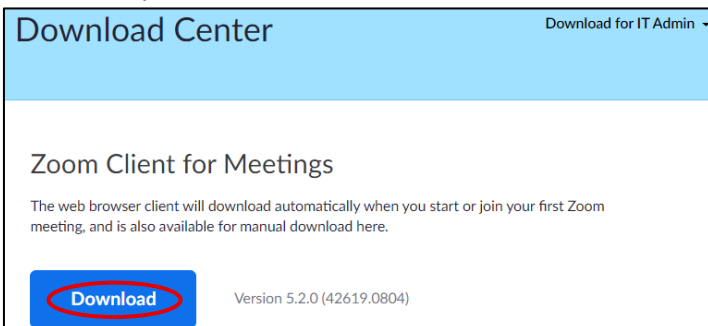 Download Center
Download for IT Admin
Zoom Client for Meetings
The web browser client will download automatically when you start or join your first Zoom
meeting, and is also available for manual download here.
Download
Version 5.2.0 (42619.0804)